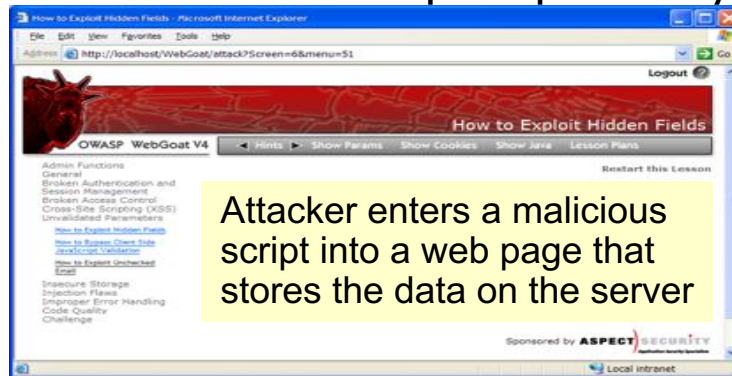 How to Exploit Hidden Fields - Microsoft Internet Explorer
File Edit View Favorites Tools Help
Address http://localhost/WebGoat/attack?Screen=6&menu=51 Go
Logout ?
How to Exploit Hidden Fields
OWASP WebGoat V4 Hints Show Params Show Cookies Show Java Lesson Plans
Restart this Lesson
Admin Functions
General
Broken Authentication and
Session Management
Broken Access Control
Cross-Site Scripting (XSS)
Unvalidated Parameters
How to Exploit Hidden Fields
How to Bypass Client Side
JavaScript Validation
How to Exploit Unchecked
Email
Insecure Storage
Injection Flaws
Improper Error Handling
Code Quality
Challenge
Attacker enters a malicious
script into a web page that
stores the data on the server
Sponsored by ASPECT SECURITY
Application Security Specialists
Local intranet